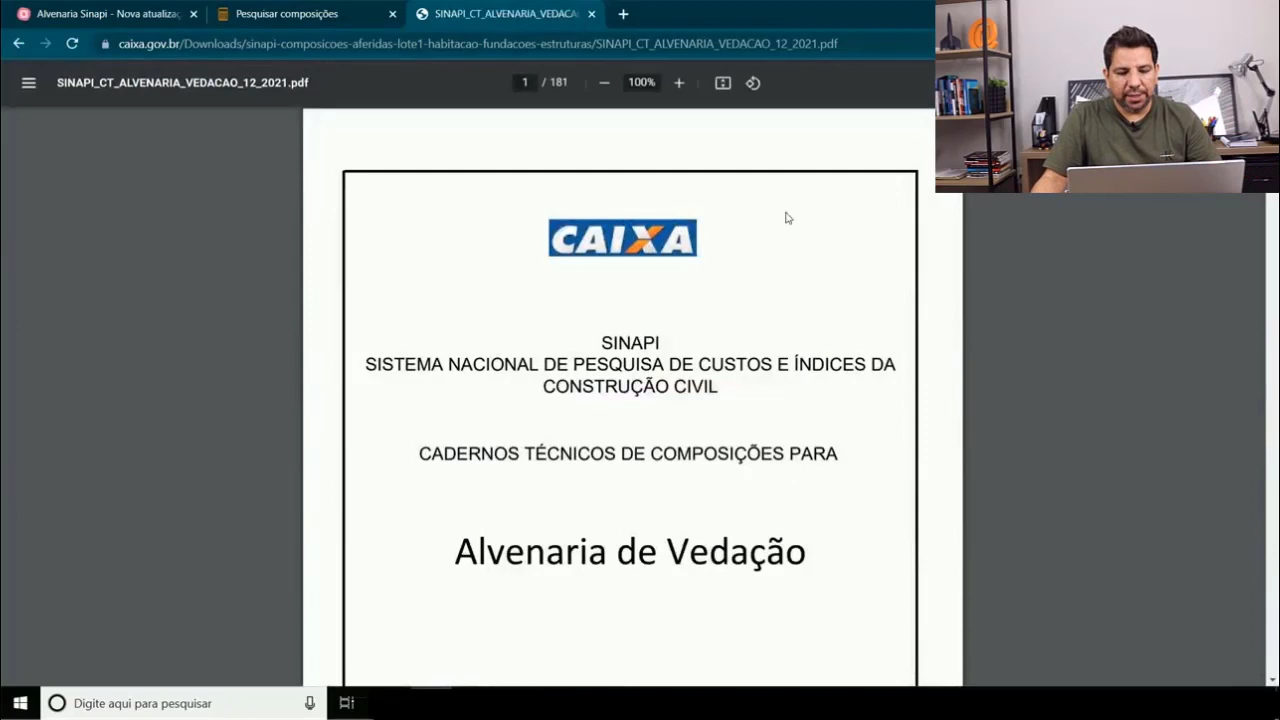 Alvenaria Sinapi - Nova atualizaç
Pesquisar composições
SINAPI_CT_ALVENARIA_VEDACA
caixa.gov.br/Downloads/sinapi-composicoes-aferidas-lote1-habitacao-fundacoes-estruturas/SINAPI_CT_ALVENARIA_VEDACAO_12_2021.pdf
SINAPI_CT_ALVENARIA_VEDACAO_12_2021.pdf
1 / 181
100%
CAIXA
SINAPI
SISTEMA NACIONAL DE PESQUISA DE CUSTOS E ÍNDICES DA
CONSTRUÇÃO CIVIL
CADERNOS TÉCNICOS DE COMPOSIÇÕES PARA
Alvenaria de Vedação
Digite aqui para pesquisar